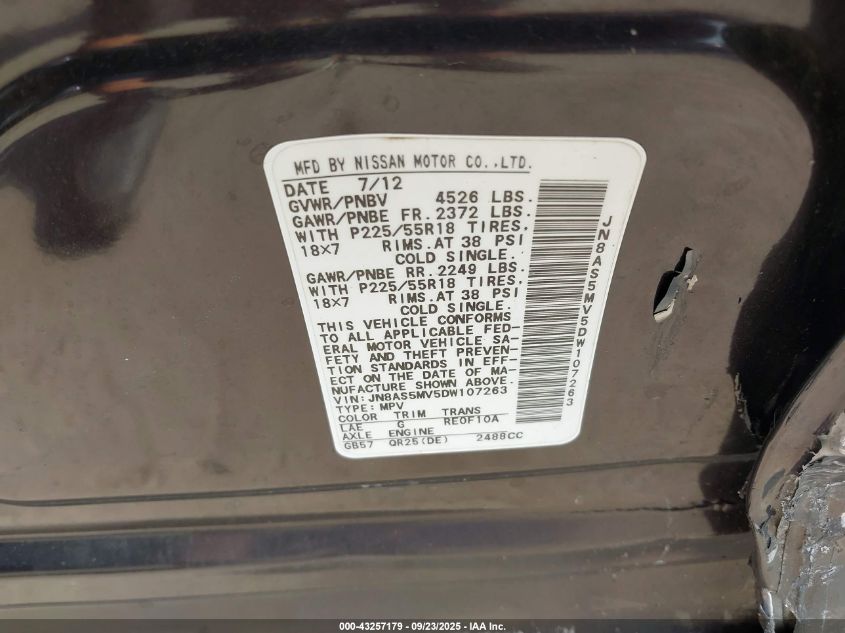 MFD BY NISSAN MOTOR CO.,LTD.
DATE 7/12
GVWR/PNBV 4526 LBS.
GAWR/PNBE FR. 2372 LBS.
WITH P225/55R18 TIRES,
18X7 RIMS.AT 38 PSI
COLD SINGLE.
GAWR/PNBE RR. 2249 LBS.
WITH P225/55R18 TIRES,
18X7 RIMS.AT 38 PSI
COLD SINGLE.
THIS VEHICLE CONFORMS
TO ALL APPLICABLE FED-
ERAL MOTOR VEHICLE SA-
FETY AND THEFT PREVEN-
TION STANDARDS IN EFF-
ECT ON THE DATE OF MA-
NUFACTURE SHOWN ABOVE.
VIN: JN8AS5MV5DW107263
TYPE: MPV
COLOR TRIM TRANS
LAE G RE0F10A
AXLE ENGINE
GB57 QR25(DE) 2488CC
JN8AS5MV5DW107263
000-43257179 - 09/23/2025 - IAA Inc.